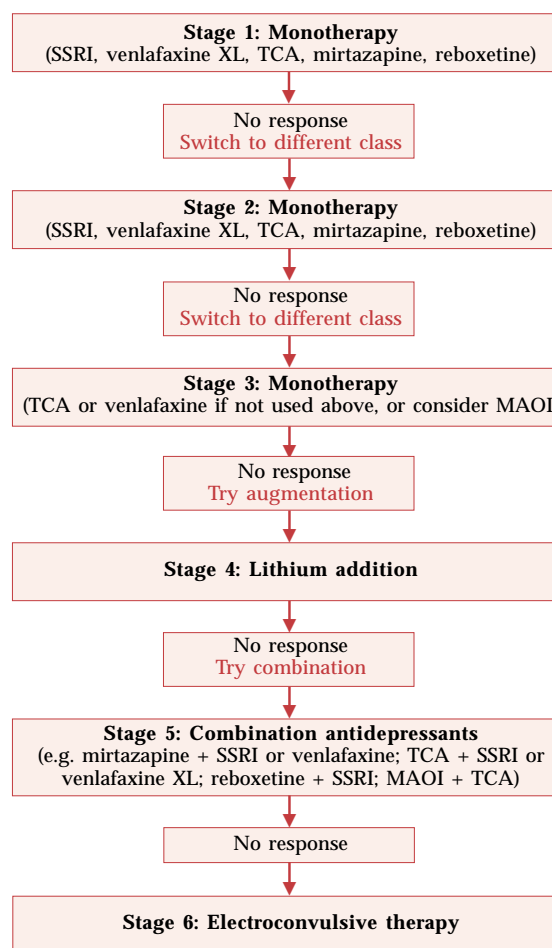 Stage 1: Monotherapy
(SSRI, venlafaxine XL, TCA, mirtazapine, reboxetine)
No response
Switch to different class
Stage 2: Monotherapy
(SSRI, venlafaxine XL, TCA, mirtazapine, reboxetine)
No response
Switch to different class
Stage 3: Monotherapy
(TCA or venlafaxine if not used above, or consider MAOI
No response
Try augmentation
Stage 4: Lithium addition
No response
Try combination
Stage 5: Combination antidepressants
(e.g. mirtazapine + SSRI or venlafaxine; TCA + SSRI or
venlafaxine XL; reboxetine + SSRI; MAOI + TCA)
No response
Stage 6: Electroconvulsive therapy